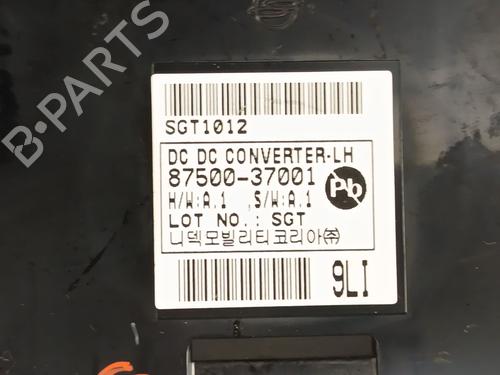 B-PARTS
SGT1012
DC DC CONVERTER-LH
87500-37001
Pb
H/W:A.1 S/W:A.1
LOT NO.: SGT
니덱모빌리티코리아㈜
9LI